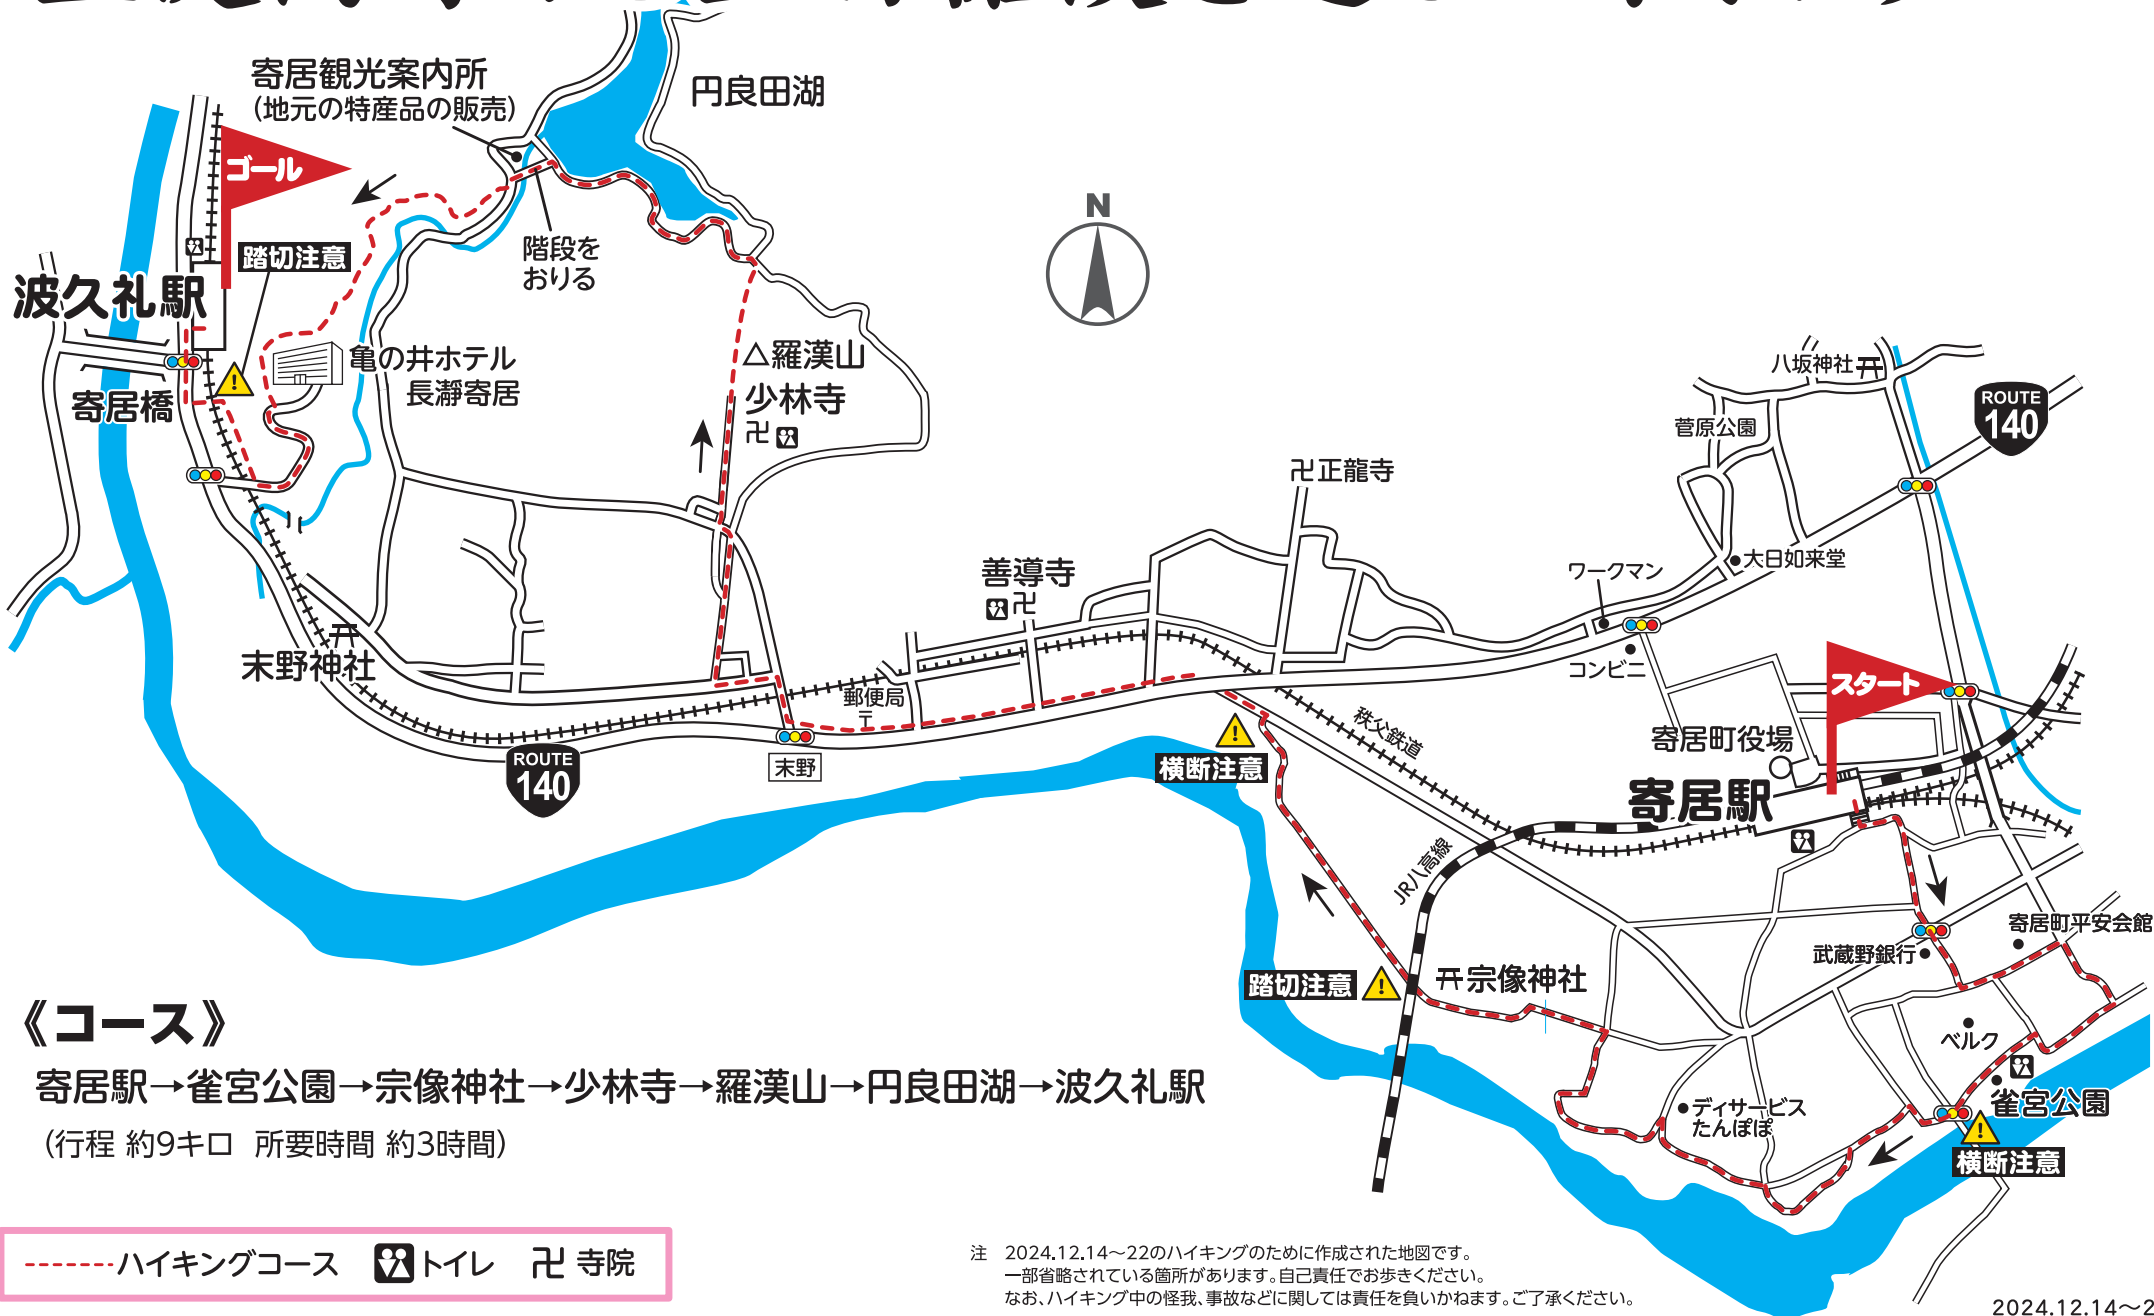 寄居観光案内所
(地元の特産品の販売)
円良田湖
ゴール
踏切注意
階段を
おりる
N
波久礼駅
寄居橋
亀の井ホテル
長瀞寄居
△羅漢山
少林寺
卍
八坂神社
ROUTE
140
菅原公園
卍正龍寺
大日如来堂
ワークマン
コンビニ
善導寺
卍
末野神社
郵便局
〒
スタート
寄居町役場
寄居駅
秩父鉄道
横断注意
末野
ROUTE
140
JR八高線
寄居町平安会館
武蔵野銀行
踏切注意
宗像神社
ベルク
雀宮公園
ディサービス
たんぽぽ
横断注意
《コース》
寄居駅→雀宮公園→宗像神社→少林寺→羅漢山→円良田湖→波久礼駅
(行程 約9キロ 所要時間 約3時間)
ハイキングコース トイレ 卍 寺院
注 2024.12.14～22のハイキングのために作成された地図です。
一部省略されている箇所があります。自己責任でお歩きください。
なお、ハイキング中の怪我、事故などに関しては責任を負いかねます。ご了承ください。
2024.12.14～2